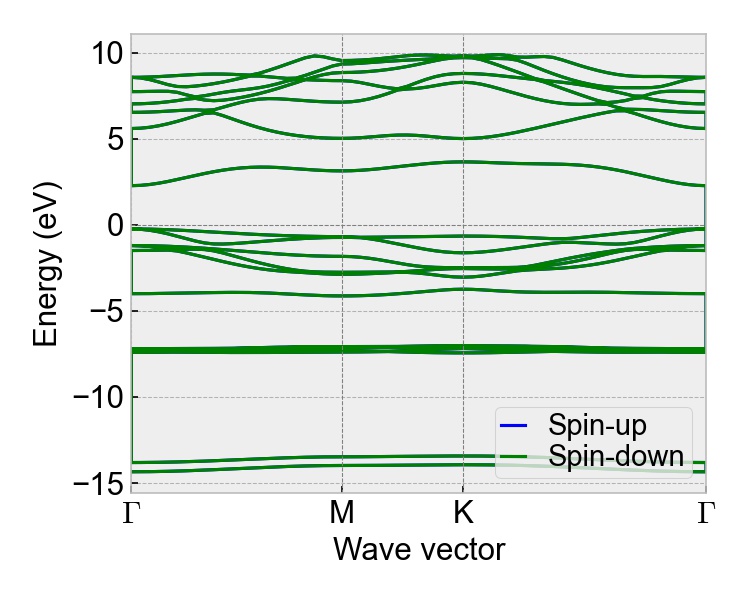 10
5
0
−5
−10
−15
Energy (eV)
Spin-up
Spin-down
Γ M K Γ
Wave vector